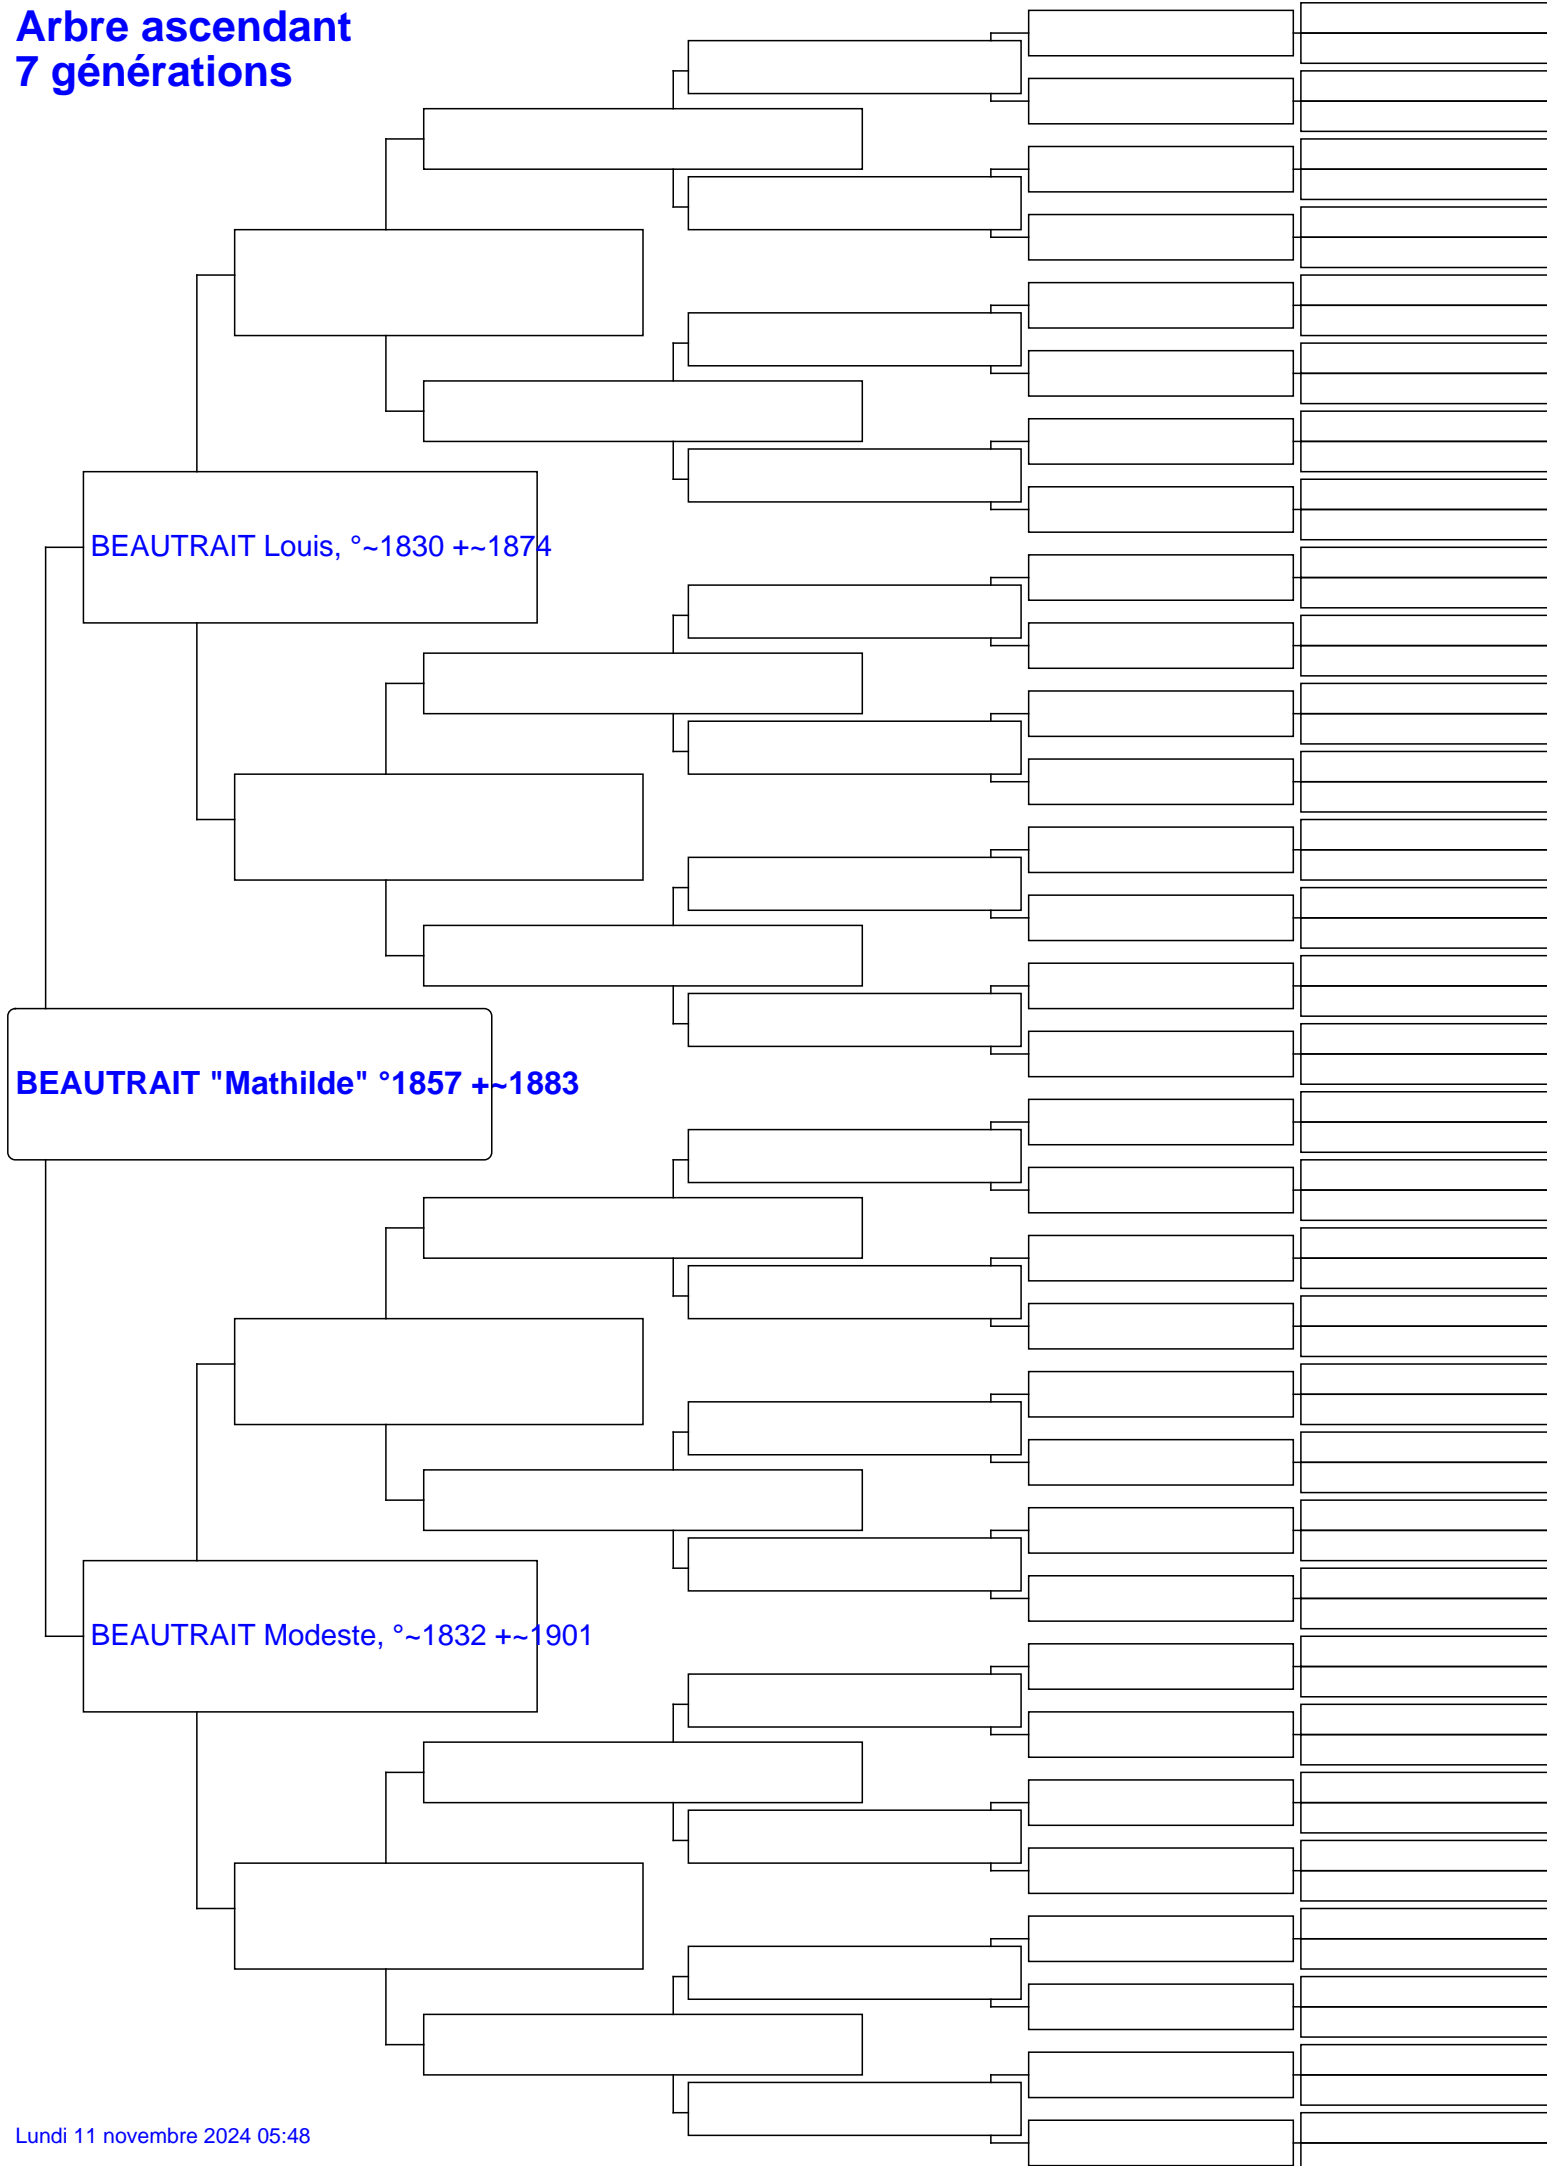 Arbre ascendant
7 générations
BEAUTRAIT Louis, °~1830 +~1874
BEAUTRAIT "Mathilde" °1857 +~1883
BEAUTRAIT Modeste, °~1832 +~1901
Lundi 11 novembre 2024 05:48